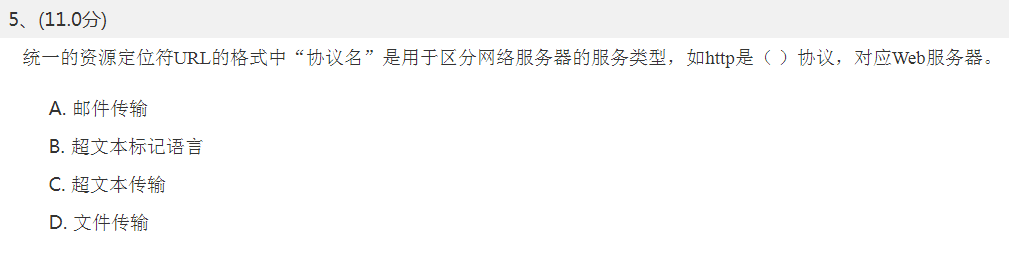 5、(11.0分)
统一的资源定位符URL的格式中“协议名”是用于区分网络服务器的服务类型，如http是（ ）协议，对应Web服务器。
A. 邮件传输
B. 超文本标记语言
C. 超文本传输
D. 文件传输